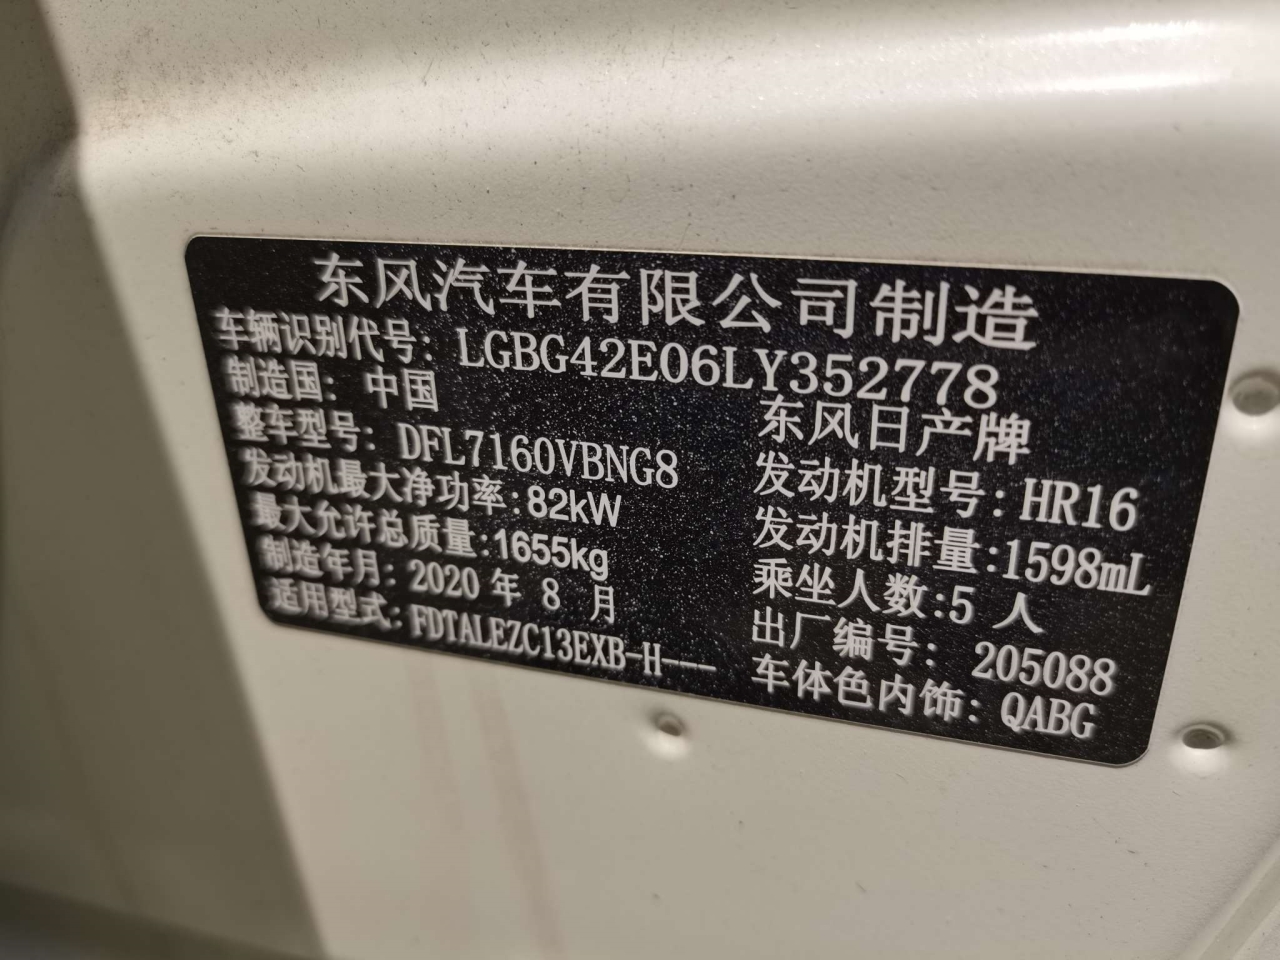 东风汽车有限公司制造
车辆识别代号: LGBG42E06LY352778
制造国: 中国 东风日产牌
整车型号: DFL7160VBNG8 发动机型号: HR16
发动机最大净功率:82kW 发动机排量:1598mL
最大允许总质量:1655kg 乘坐人数:5 人
制造年月: 2020 年 8 月 出厂编号: 205088
适用型式: FDTALEZC13EXB-H--- 车体色内饰: QABG